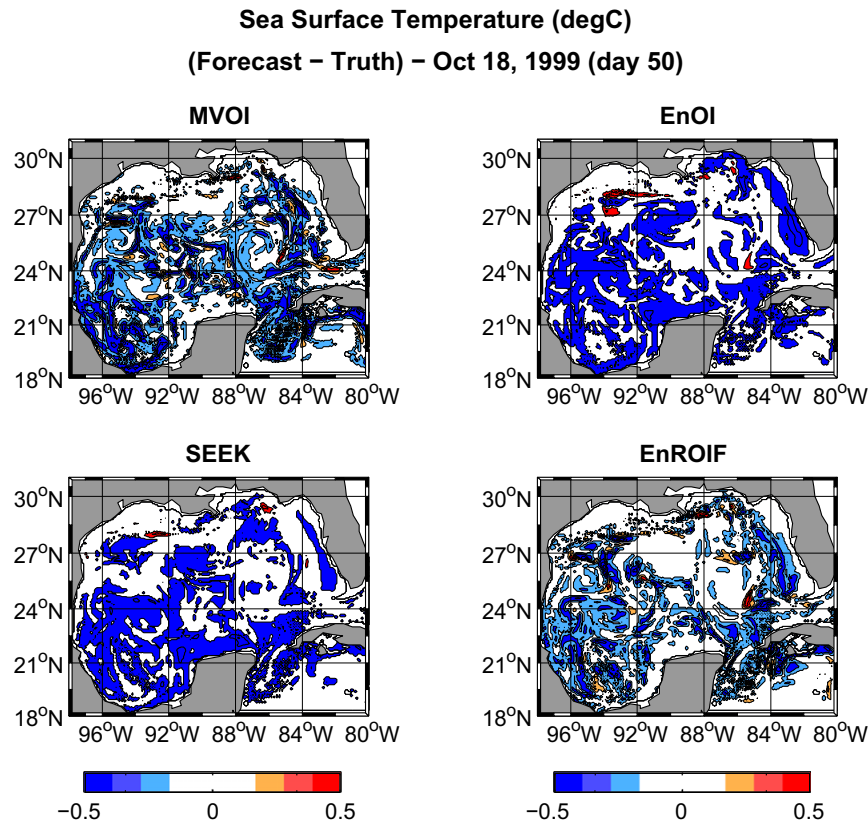 Sea Surface Temperature (degC)
(Forecast − Truth) − Oct 18, 1999 (day 50)
MVOI
EnOI
30°N
27°N
24°N
21°N
18°N
96°W 92°W 88°W 84°W 80°W
30°N
27°N
24°N
21°N
18°N
96°W 92°W 88°W 84°W 80°W
SEEK
EnROIF
30°N
27°N
24°N
21°N
18°N
96°W 92°W 88°W 84°W 80°W
30°N
27°N
24°N
21°N
18°N
96°W 92°W 88°W 84°W 80°W
−0.5 0 0.5
−0.5 0 0.5